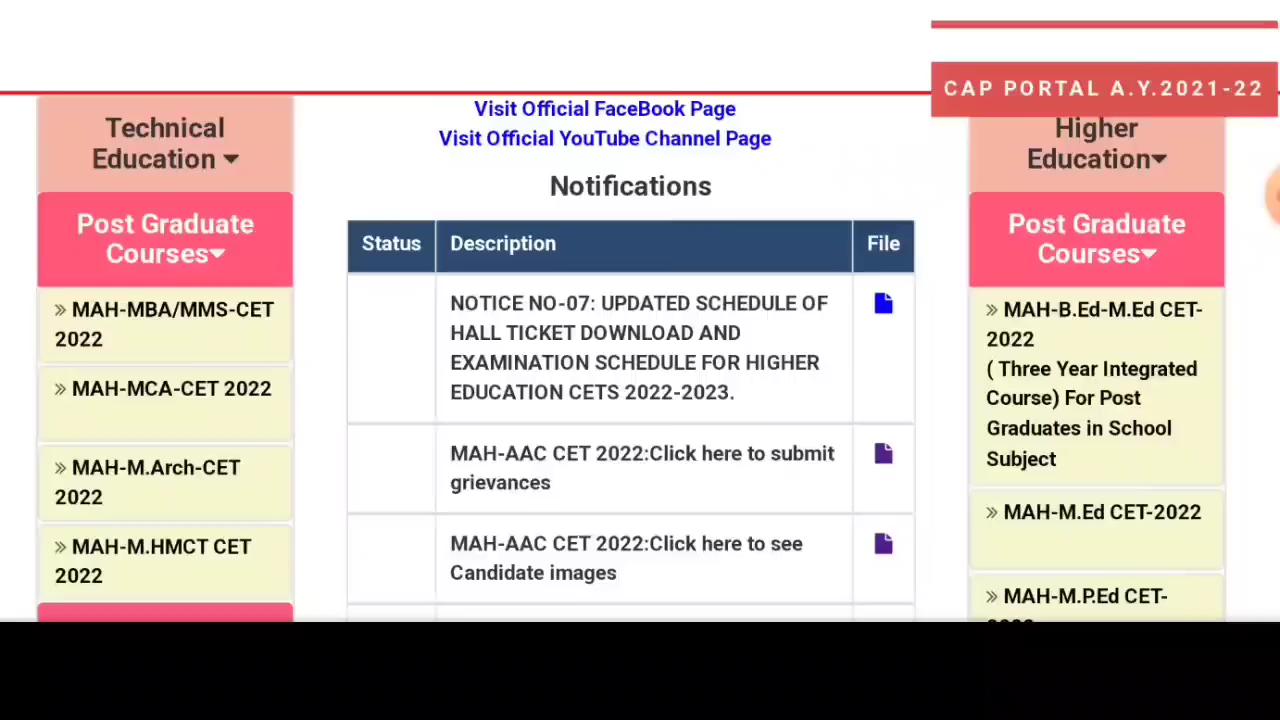 CAP PORTAL A.Y.2021-22
Technical
Education
Post Graduate
Courses
» MAH-MBA/MMS-CET
2022
» MAH-MCA-CET 2022
» MAH-M.Arch-CET
2022
» MAH-M.HMCT CET
2022
Visit Official FaceBook Page
Visit Official YouTube Channel Page
Notifications
Status Description File
NOTICE NO-07: UPDATED SCHEDULE OF
HALL TICKET DOWNLOAD AND
EXAMINATION SCHEDULE FOR HIGHER
EDUCATION CETS 2022-2023.
MAH-AAC CET 2022:Click here to submit
grievances
MAH-AAC CET 2022:Click here to see
Candidate images
Higher
Education
Post Graduate
Courses
» MAH-B.Ed-M.Ed CET-
2022
( Three Year Integrated
Course) For Post
Graduates in School
Subject
» MAH-M.Ed CET-2022
» MAH-M.P.Ed CET-